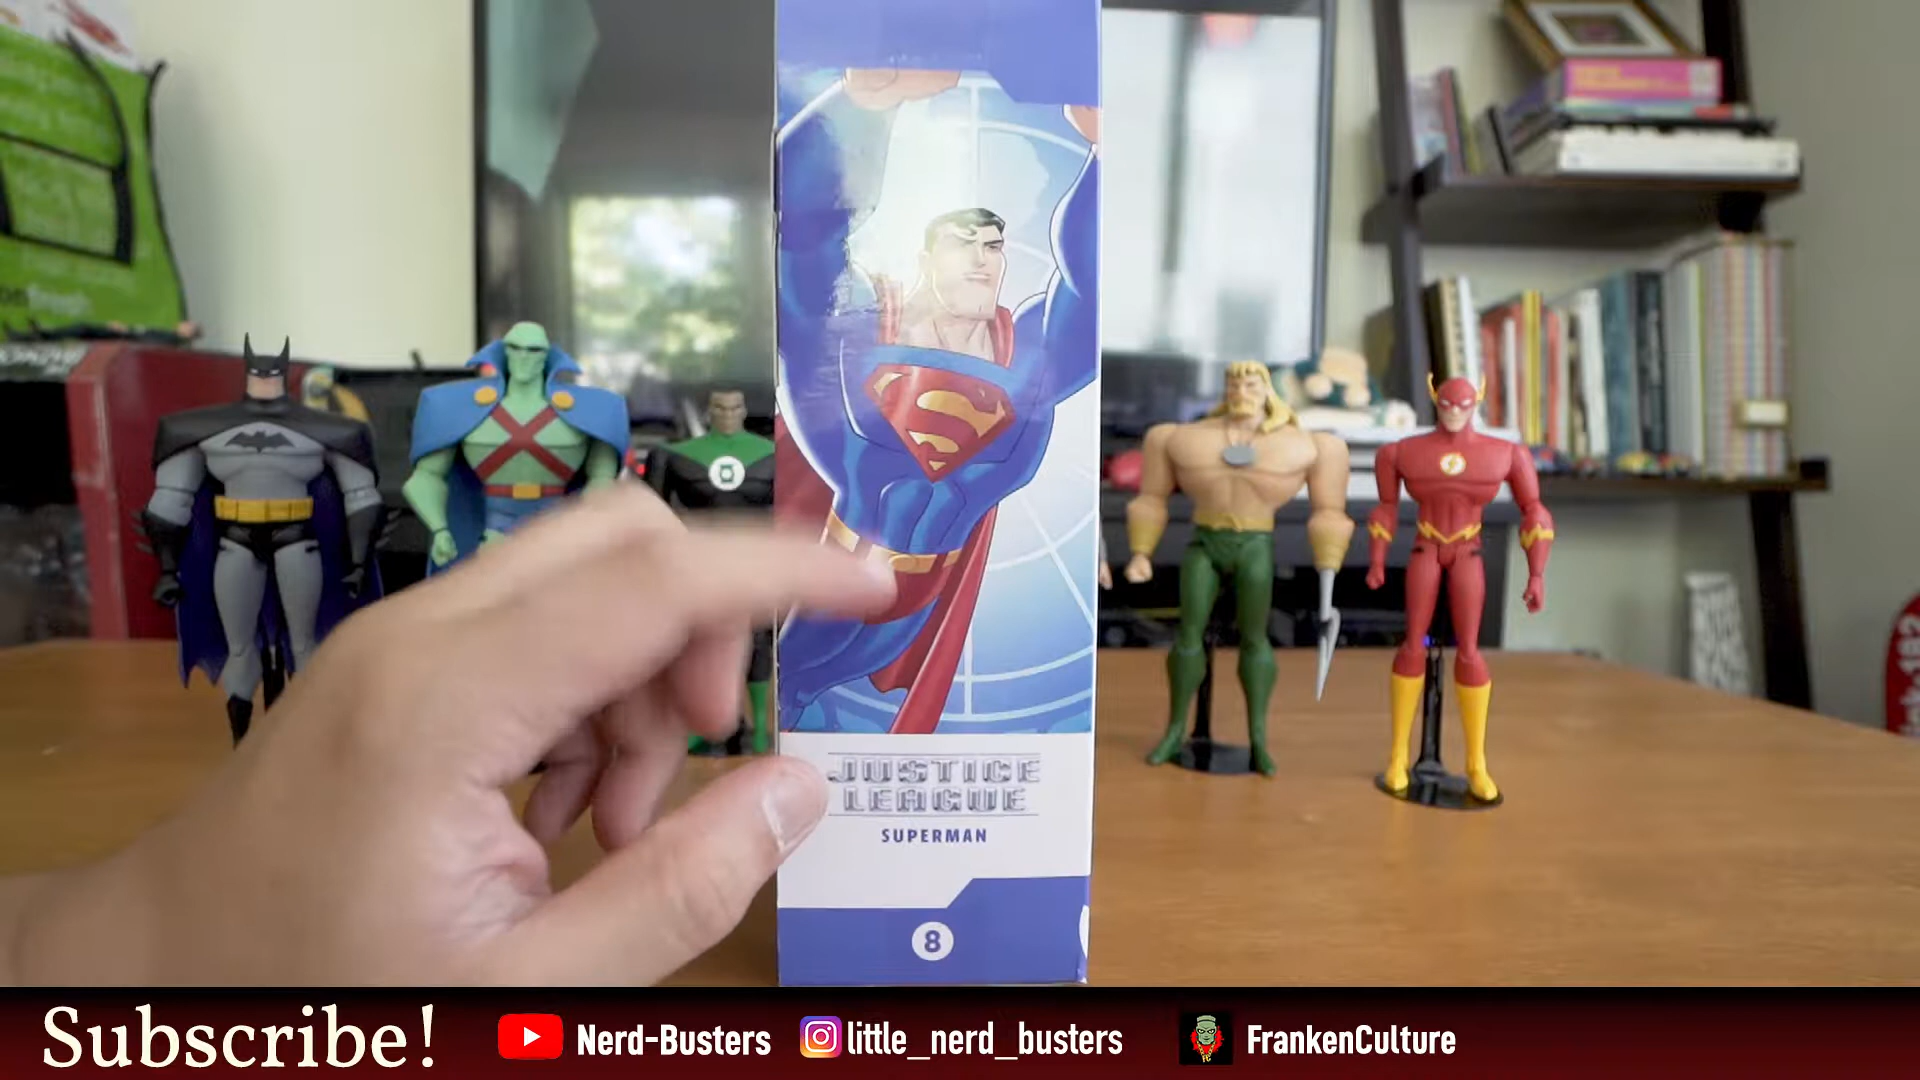 JUSTICE
LEAGUE
SUPERMAN
8
Subscribe!
Nerd-Busters
little_nerd_busters
FrankenCulture